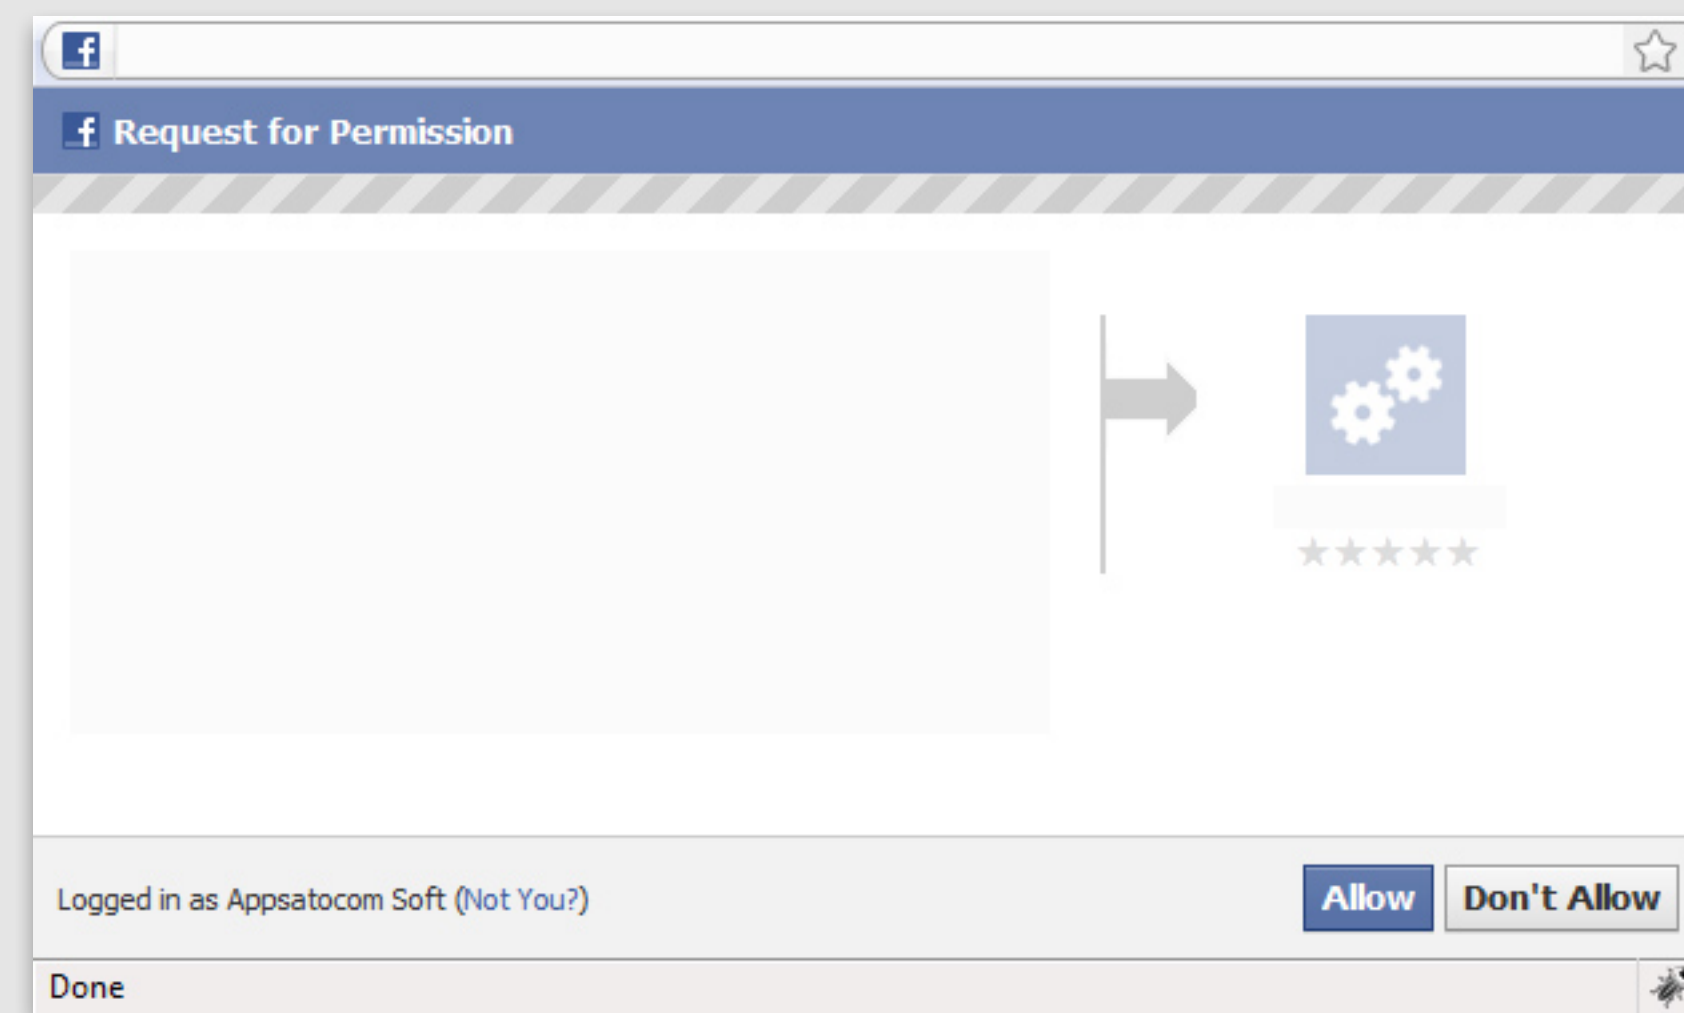 Request for Permission
Logged in as Appsatocom Soft (Not You?)
Allow
Don't Allow
Done